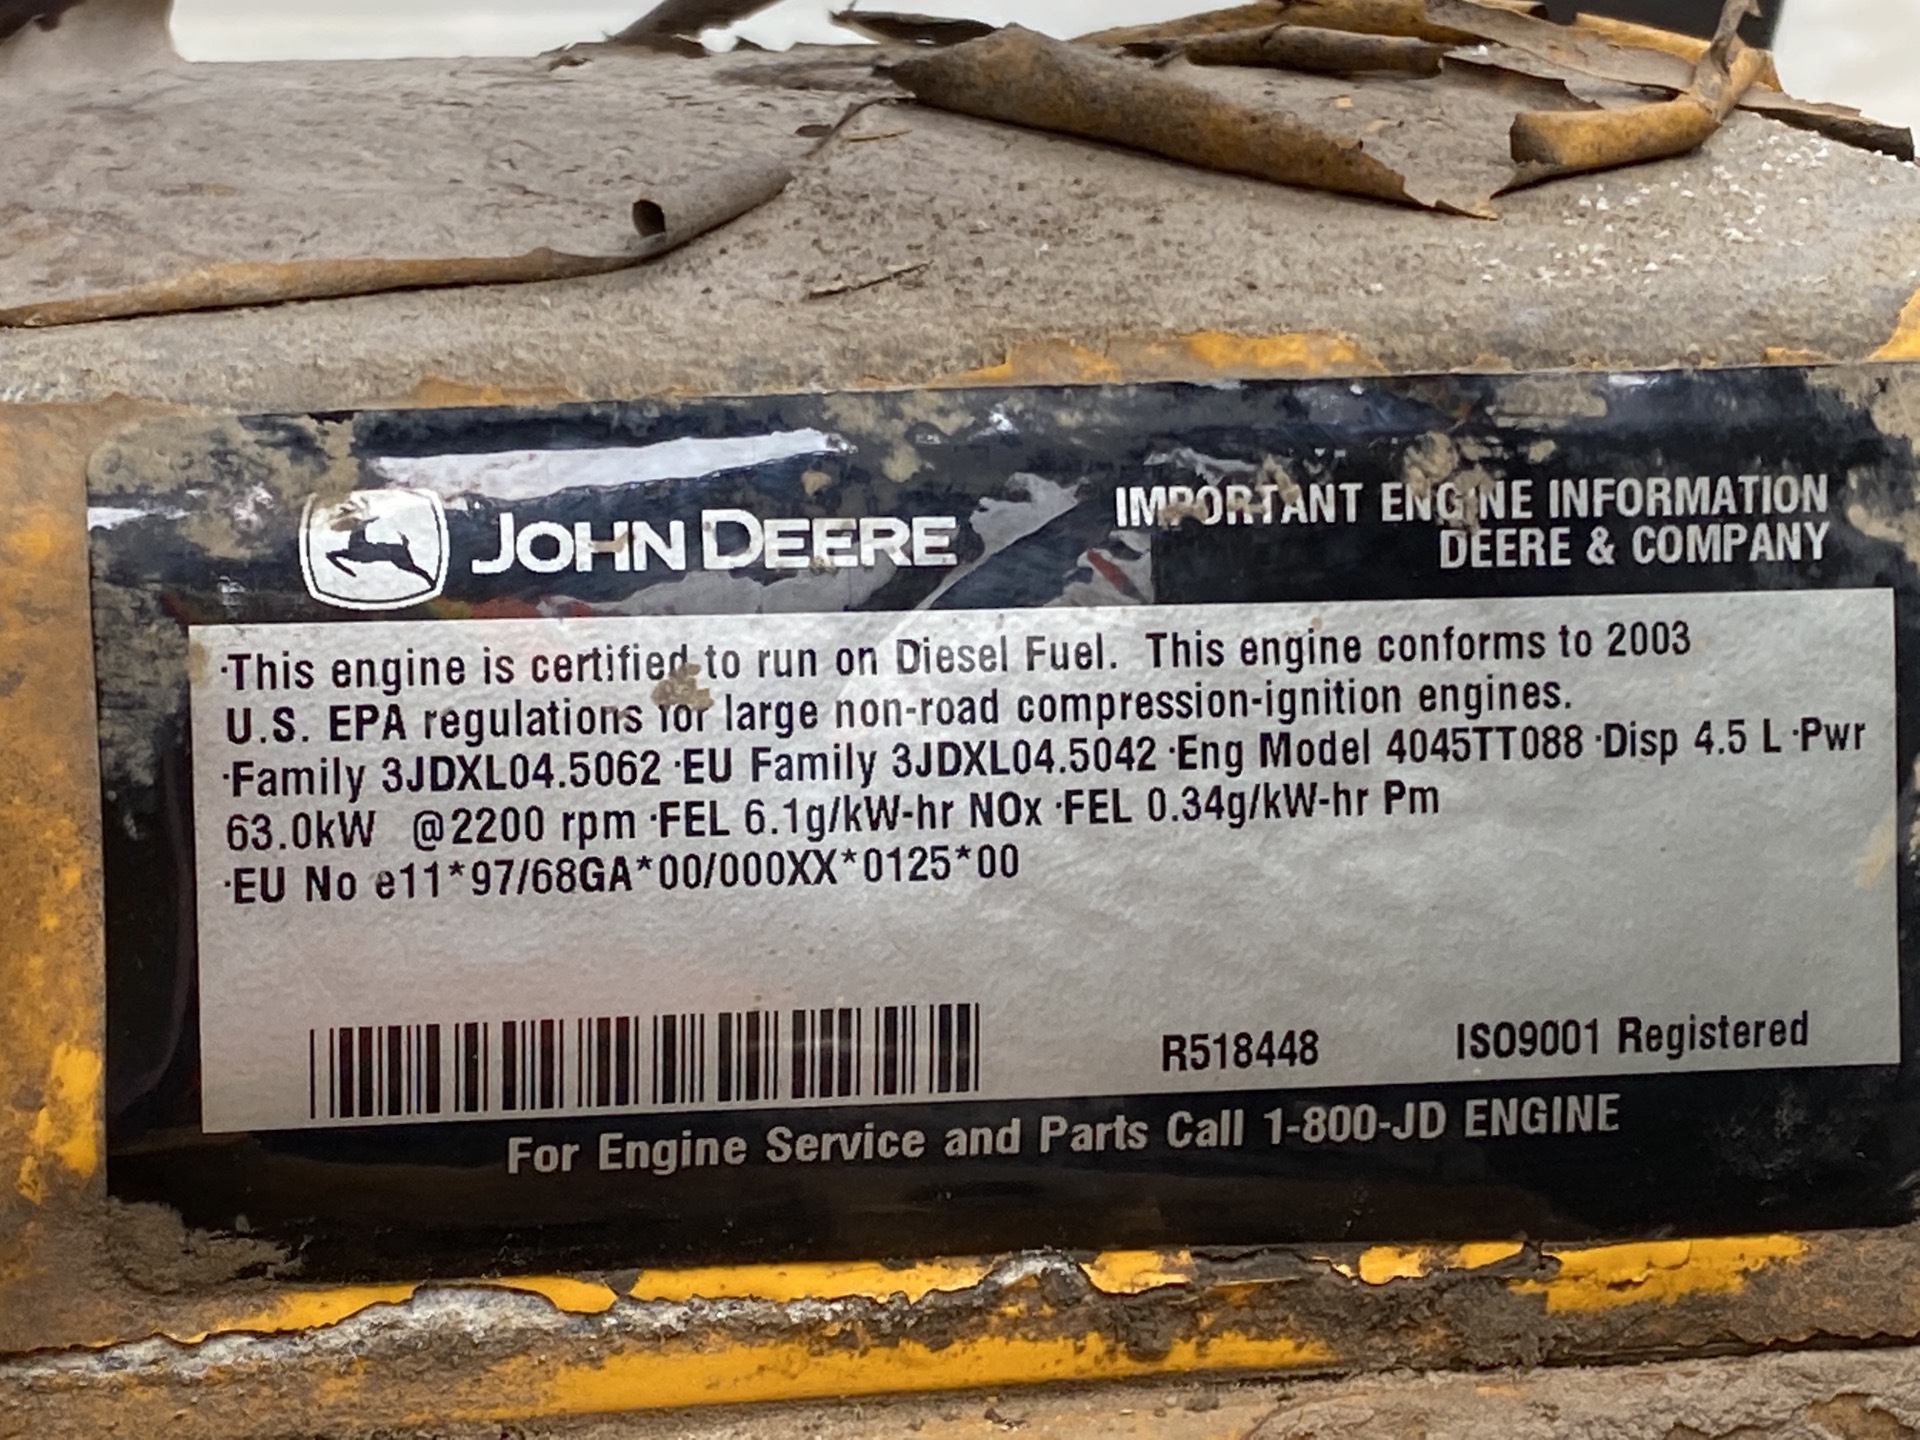 JOHN DEERE
IMPORTANT ENGINE INFORMATION
DEERE & COMPANY
·This engine is certified to run on Diesel Fuel. This engine conforms to 2003
U.S. EPA regulations for large non-road compression-ignition engines.
·Family 3JDXL04.5062 ·EU Family 3JDXL04.5042 ·Eng Model 4045TT088 ·Disp 4.5 L ·Pwr
63.0kW @2200 rpm ·FEL 6.1g/kW-hr NOx ·FEL 0.34g/kW-hr Pm
·EU No e11*97/68GA*00/000XX*0125*00
R518448 ISO9001 Registered
For Engine Service and Parts Call 1-800-JD ENGINE